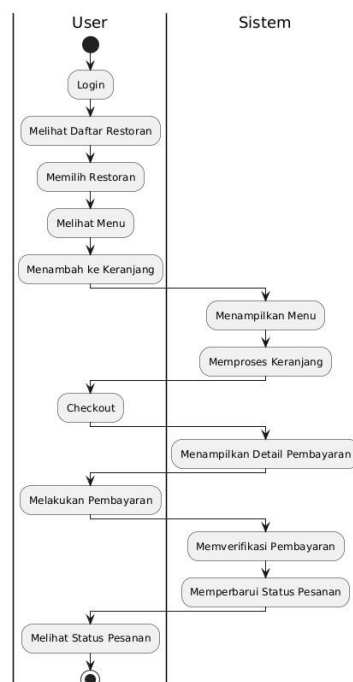 User
Sistem
Login
Melihat Daftar Restoran
Memilih Restoran
Melihat Menu
Menambah ke Keranjang
Menampilkan Menu
Memproses Keranjang
Checkout
Menampilkan Detail Pembayaran
Melakukan Pembayaran
Memverifikasi Pembayaran
Memperbarui Status Pesanan
Melihat Status Pesanan